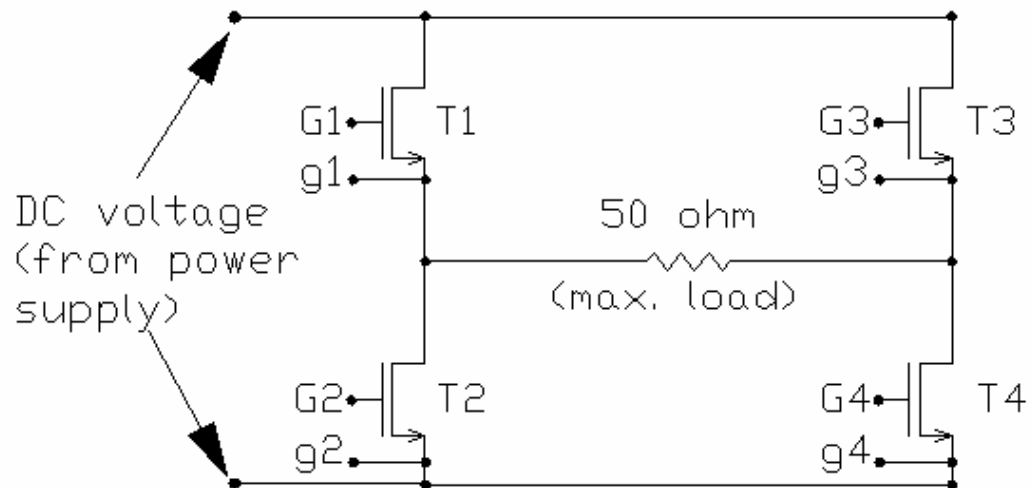 G1
T1
g1
G3
T3
g3
DC voltage
(from power
supply)
50 ohm
(max. load)
G2
T2
g2
G4
T4
g4